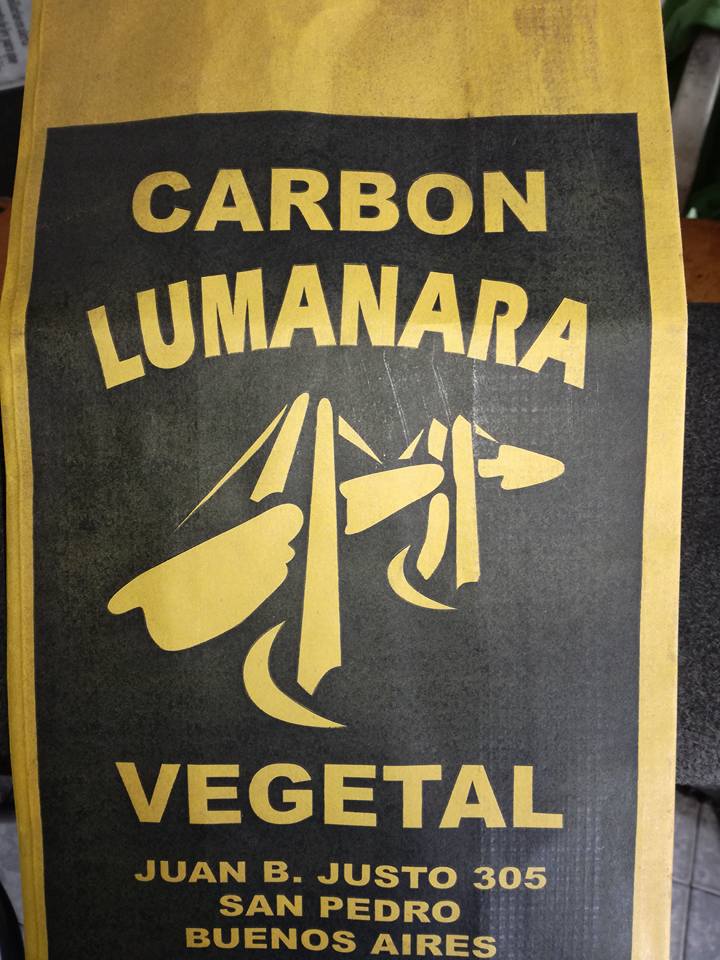 CARBON
LUMANARA
VEGETAL
JUAN B. JUSTO 305
SAN PEDRO
BUENOS AIRES